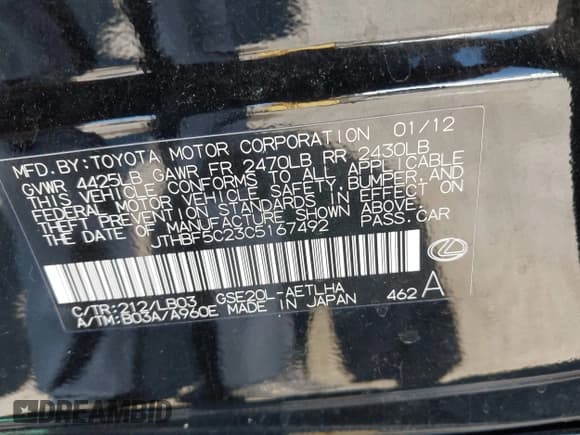 MFD.BY:TOYOTA MOTOR CORPORATION 01/12
GVWR 4425LB GAWR FR 2470LB RR 2430LB
THIS VEHICLE CONFORMS TO ALL APPLICABLE
FEDERAL MOTOR VEHICLE SAFETY,BUMPER,AND
THEFT PREVENTION STANDARDS IN EFFECT ON
THE DATE OF MANUFACTURE SHOWN ABOVE.
JTHBF5C23C5167492 PASS.CAR
C/TR:212/LB03 GSE20L-AETLHA
A/TM:B03A/A960E MADE IN JAPAN 462 A
DREAMBID